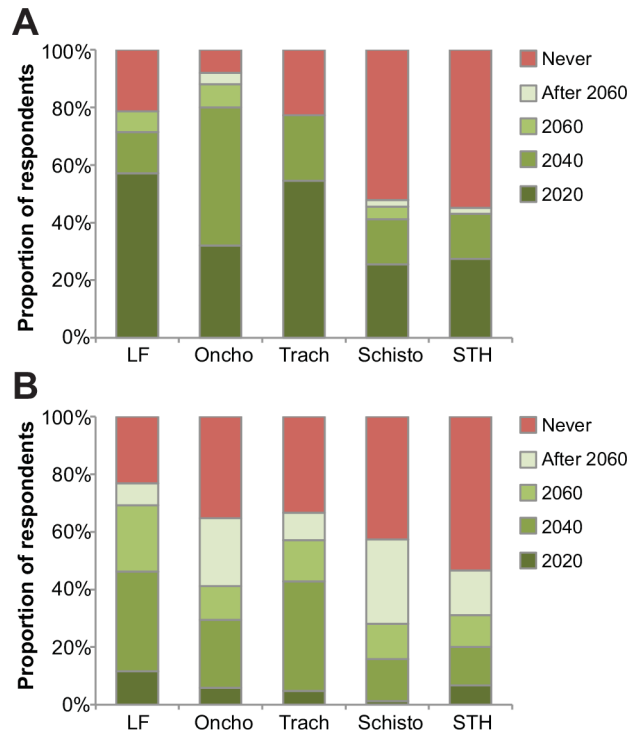 A
Proportion of respondents
100%
80%
60%
40%
20%
0%
LF Oncho Trach Schisto STH
Never
After 2060
2060
2040
2020
B
Proportion of respondents
100%
80%
60%
40%
20%
0%
LF Oncho Trach Schisto STH
Never
After 2060
2060
2040
2020